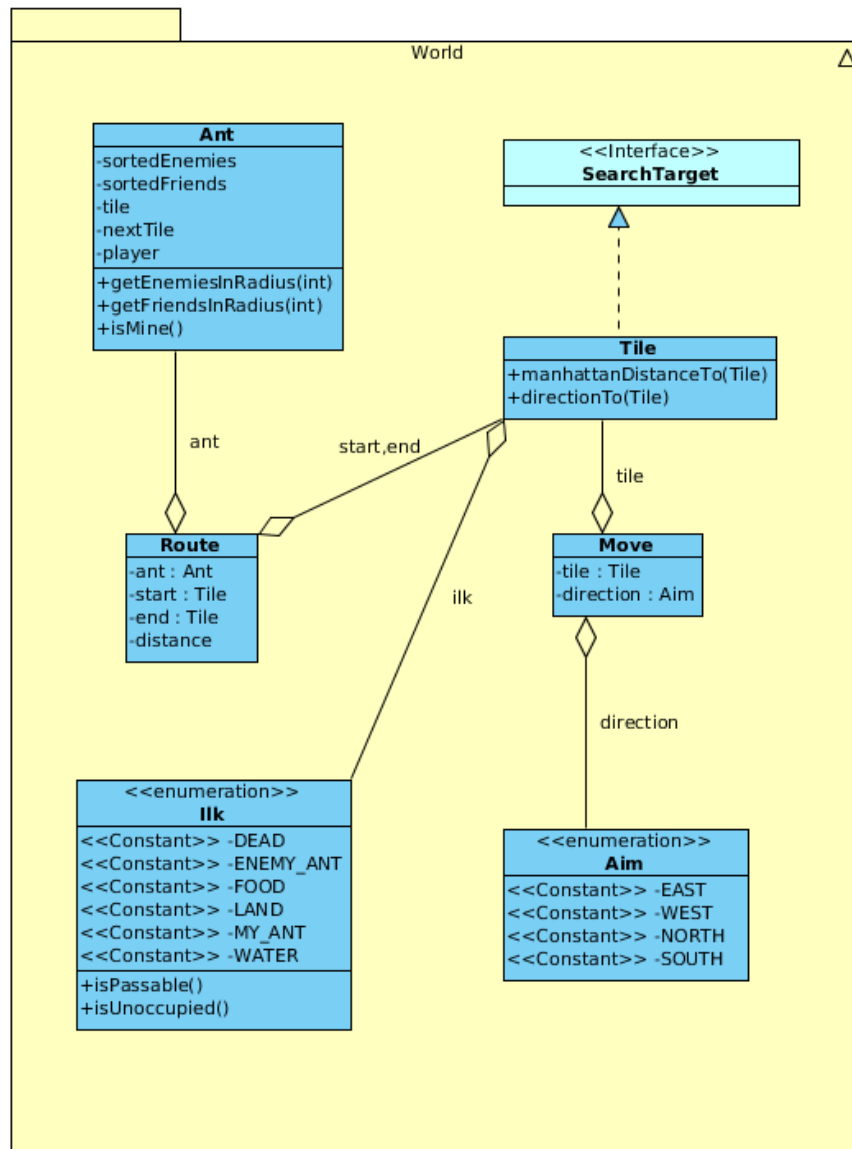 World
Ant
-sortedEnemies
-sortedFriends
-tile
-nextTile
-player
+getEnemiesInRadius(int)
+getFriendsInRadius(int)
+isMine()
<<Interface>>
SearchTarget
Tile
+manhattanDistanceTo(Tile)
+directionTo(Tile)
ant
start,end
tile
Route
-ant : Ant
-start : Tile
-end : Tile
-distance
Move
-tile : Tile
-direction : Aim
ilk
direction
<<enumeration>>
Ilk
<<Constant>> -DEAD
<<Constant>> -ENEMY_ANT
<<Constant>> -FOOD
<<Constant>> -LAND
<<Constant>> -MY_ANT
<<Constant>> -WATER
+isPassable()
+isUnoccupied()
<<enumeration>>
Aim
<<Constant>> -EAST
<<Constant>> -WEST
<<Constant>> -NORTH
<<Constant>> -SOUTH